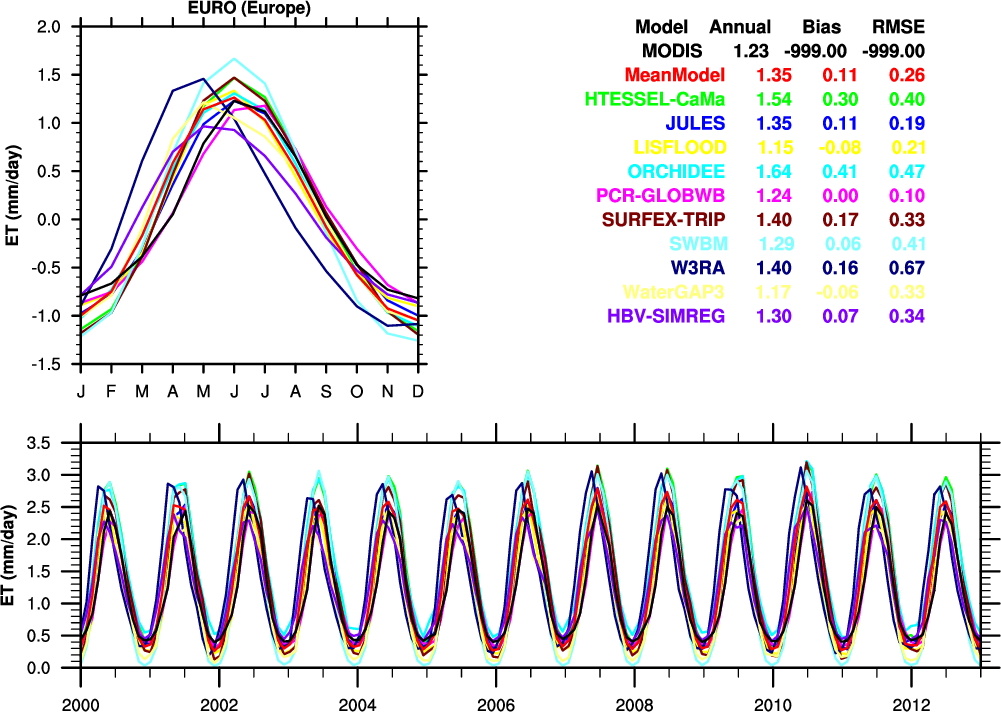 EURO (Europe)
2.0
1.5
1.0
0.5
0.0
-0.5
-1.0
-1.5
ET (mm/day)
J F M A M J J A S O N D
Model Annual Bias RMSE
MODIS 1.23 -999.00 -999.00
MeanModel 1.35 0.11 0.26
HTESSEL-CaMa 1.54 0.30 0.40
JULES 1.35 0.11 0.19
LISFLOOD 1.15 -0.08 0.21
ORCHIDEE 1.64 0.41 0.47
PCR-GLOBWB 1.24 0.00 0.10
SURFEX-TRIP 1.40 0.17 0.33
SWBM 1.29 0.06 0.41
W3RA 1.40 0.16 0.67
WaterGAP3 1.17 -0.06 0.33
HBV-SIMREG 1.30 0.07 0.34
3.5
3.0
2.5
2.0
1.5
1.0
0.5
0.0
ET (mm/day)
2000 2002 2004 2006 2008 2010 2012